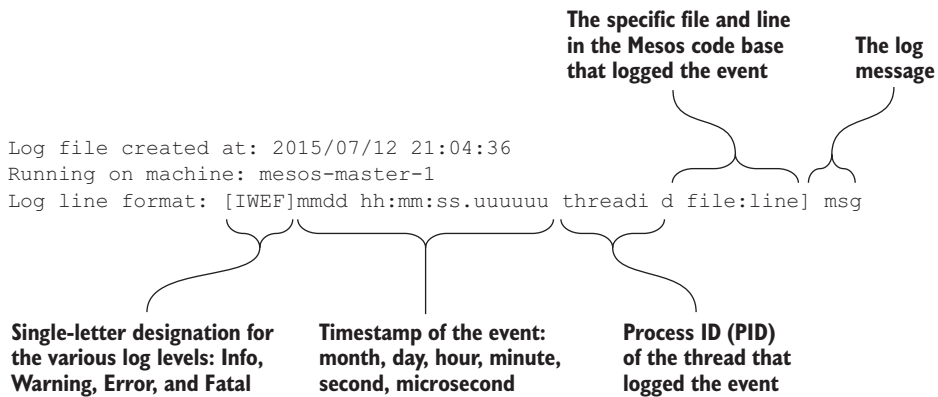 The specific file and line
in the Mesos code base
that logged the event
The log
message
Log file created at: 2015/07/12 21:04:36
Running on machine: mesos-master-1
Log line format: [IWEF]mmdd hh:mm:ss.uuuuuu threadi d file:line] msg
Single-letter designation for
the various log levels: Info,
Warning, Error, and Fatal
Timestamp of the event:
month, day, hour, minute,
second, microsecond
Process ID (PID)
of the thread that
logged the event